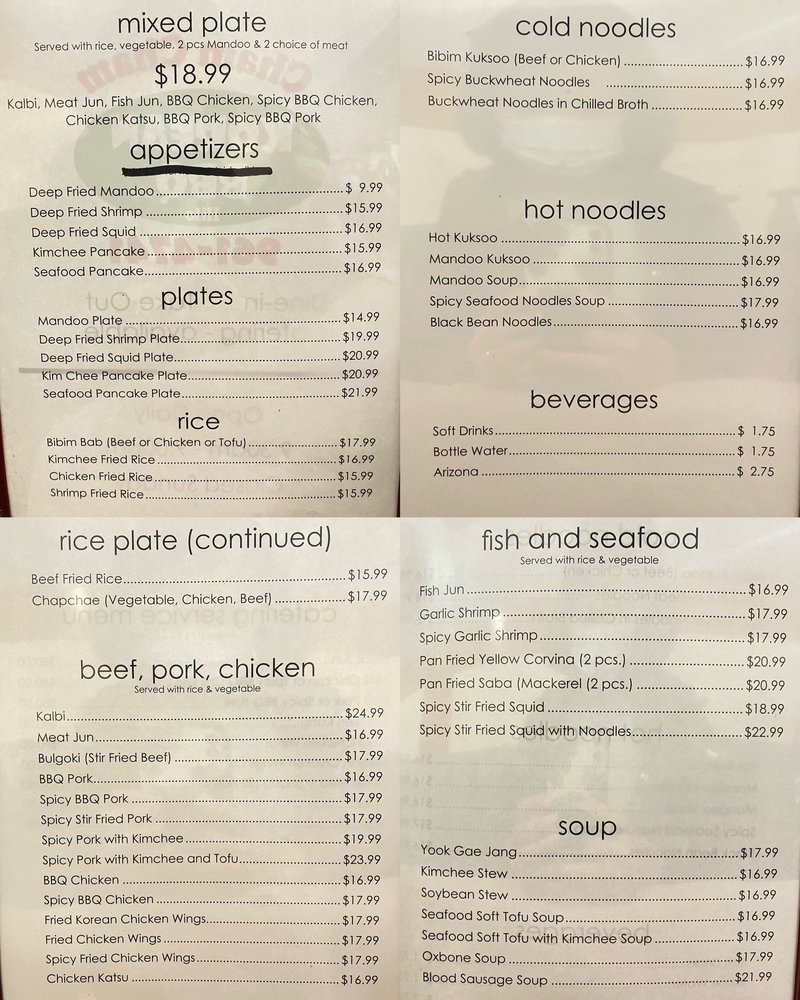 mixed plate
Served with rice, vegetable, 2 pcs Mandoo & 2 choice of meat
$18.99
Kalbi, Meat Jun, Fish Jun, BBQ Chicken, Spicy BBQ Chicken,
Chicken Katsu, BBQ Pork, Spicy BBQ Pork
appetizers
Deep Fried Mandoo $ 9.99
Deep Fried Shrimp $15.99
Deep Fried Squid $16.99
Kimchee Pancake $15.99
Seafood Pancake $16.99
plates
Mandoo Plate $14.99
Deep Fried Shrimp Plate $19.99
Deep Fried Squid Plate $20.99
Kim Chee Pancake Plate $20.99
Seafood Pancake Plate $21.99
rice
Bibim Bab (Beef or Chicken or Tofu) $17.99
Kimchee Fried Rice $16.99
Chicken Fried Rice $15.99
Shrimp Fried Rice $15.99
cold noodles
Bibim Kuksoo (Beef or Chicken) $16.99
Spicy Buckwheat Noodles $16.99
Buckwheat Noodles in Chilled Broth $16.99
hot noodles
Hot Kuksoo $16.99
Mandoo Kuksoo $16.99
Mandoo Soup $16.99
Spicy Seafood Noodles Soup $17.99
Black Bean Noodles $16.99
beverages
Soft Drinks $ 1.75
Bottle Water $ 1.75
Arizona $ 2.75
rice plate (continued)
Beef Fried Rice $15.99
Chapchae (Vegetable, Chicken, Beef) $17.99
beef, pork, chicken
Served with rice & vegetable
Kalbi $24.99
Meat Jun $16.99
Bulgoki (Stir Fried Beef) $17.99
BBQ Pork $16.99
Spicy BBQ Pork $17.99
Spicy Stir Fried Pork $17.99
Spicy Pork with Kimchee $19.99
Spicy Pork with Kimchee and Tofu $23.99
BBQ Chicken $16.99
Spicy BBQ Chicken $17.99
Fried Korean Chicken Wings $17.99
Fried Chicken Wings $17.99
Spicy Fried Chicken Wings $17.99
Chicken Katsu $16.99
fish and seafood
Served with rice & vegetable
Fish Jun $16.99
Garlic Shrimp $17.99
Spicy Garlic Shrimp $17.99
Pan Fried Yellow Corvina (2 pcs.) $20.99
Pan Fried Saba (Mackerel (2 pcs.) $20.99
Spicy Stir Fried Squid $18.99
Spicy Stir Fried Squid with Noodles $22.99
soup
Yook Gae Jang $17.99
Kimchee Stew $16.99
Soybean Stew $16.99
Seafood Soft Tofu Soup $16.99
Seafood Soft Tofu with Kimchee Soup $16.99
Oxbone Soup $17.99
Blood Sausage Soup $21.99